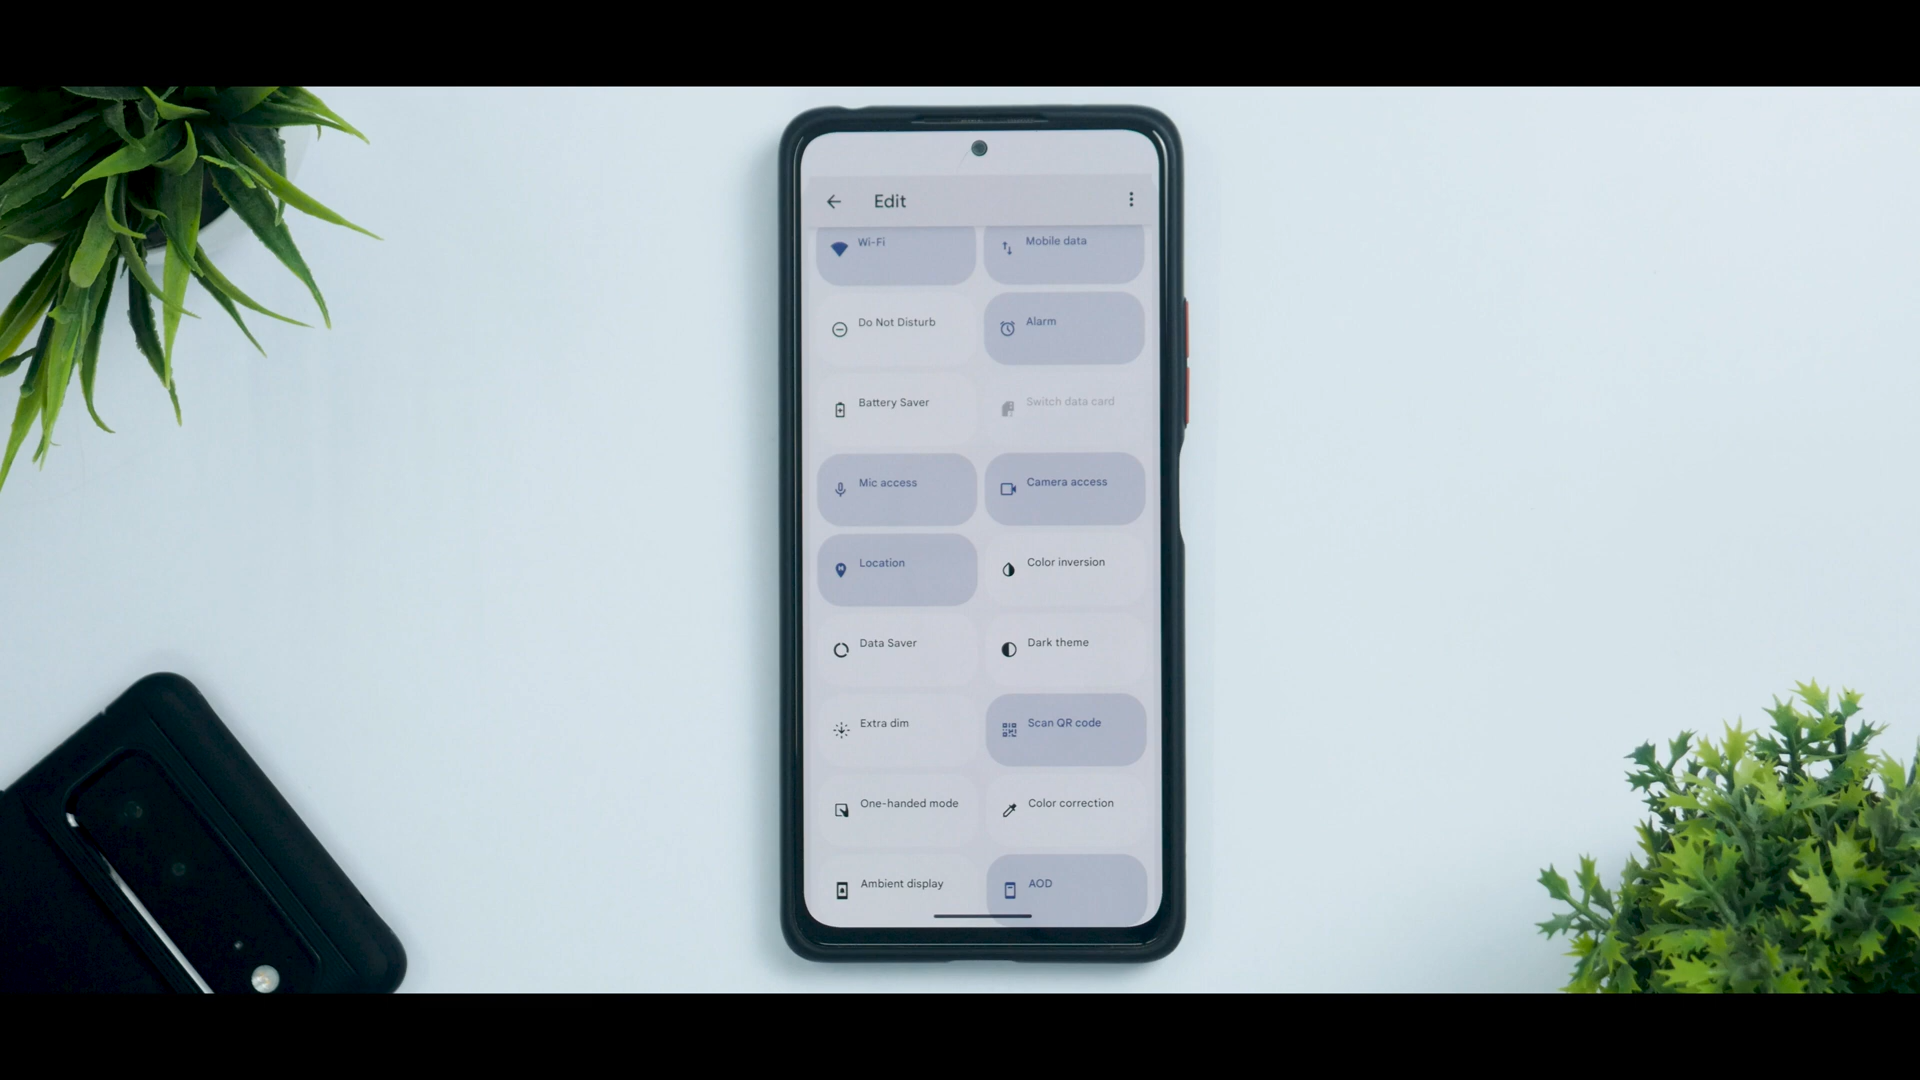 Edit
Wi-Fi
Mobile data
Do Not Disturb
Alarm
Battery Saver
Switch data card
Mic access
Camera access
Location
Color inversion
Data Saver
Dark theme
Extra dim
Scan QR code
One-handed mode
Color correction
Ambient display
AOD